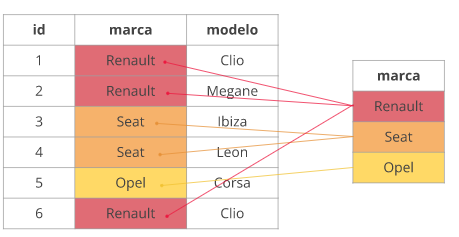 id marca modelo
1 Renault Clio
2 Renault Megane
3 Seat Ibiza
4 Seat Leon
5 Opel Corsa
6 Renault Clio
marca
Renault
Seat
Opel